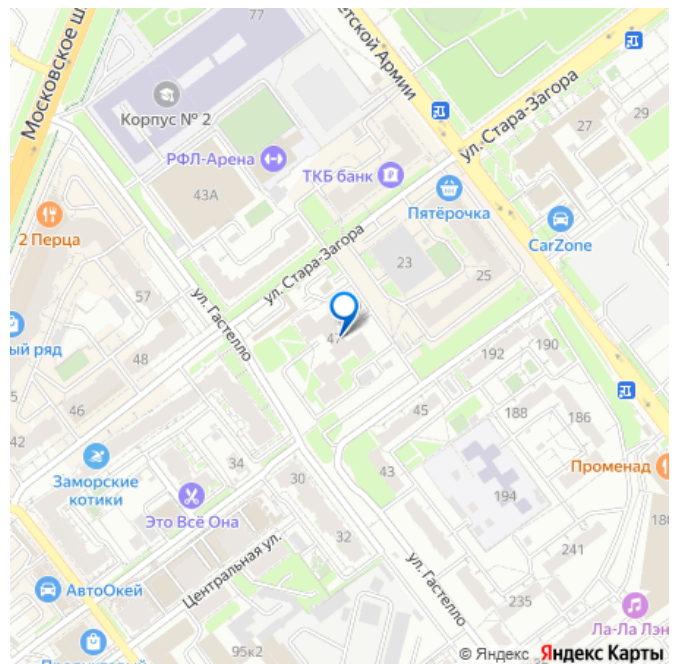 77
Московское ш
етской Армии
ул. Стара-Загора
Корпус № 2
27
29
РФЛ-Арена
ТКБ банк
43А
Пятёрочка
2 Перца
CarZone
ул. Стара-Загора
23
25
57
ул. Гастелло
ый ряд
47
192
190
48
5
46
45
188
186
42
Заморские
котики
34
30
43
Променад
194
180
Это Всё Она
32
Центральная ул.
ул. Гастелло
241
235
АвтоОкей
Ла-Ла Лэн
95к2
Продуктовый
© Яндекс Яндекс Карты